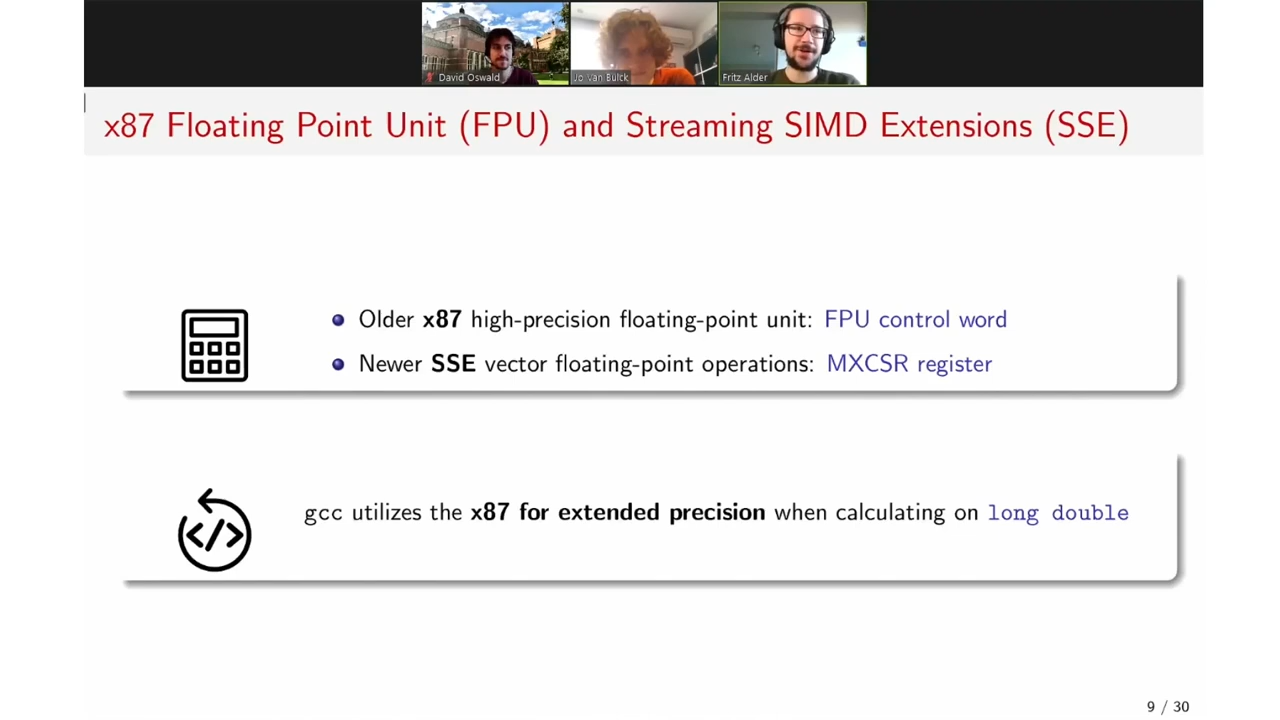 David Oswald
Jo Van Bulck
Fritz Alder
x87 Floating Point Unit (FPU) and Streaming SIMD Extensions (SSE)
Older x87 high-precision floating-point unit: FPU control word
Newer SSE vector floating-point operations: MXCSR register
</>
gcc utilizes the x87 for extended precision when calculating on long double
9 / 30